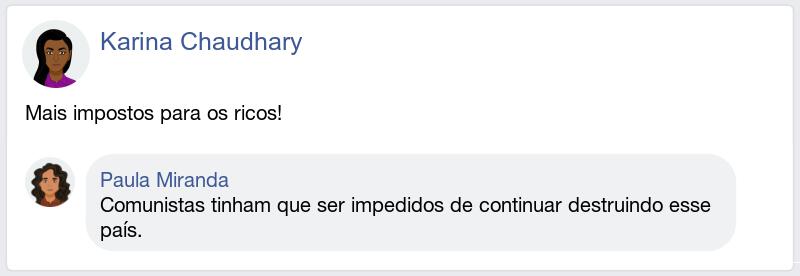 Karina Chaudhary
Mais impostos para os ricos!
Paula Miranda
Comunistas tinham que ser impedidos de continuar destruindo esse
país.